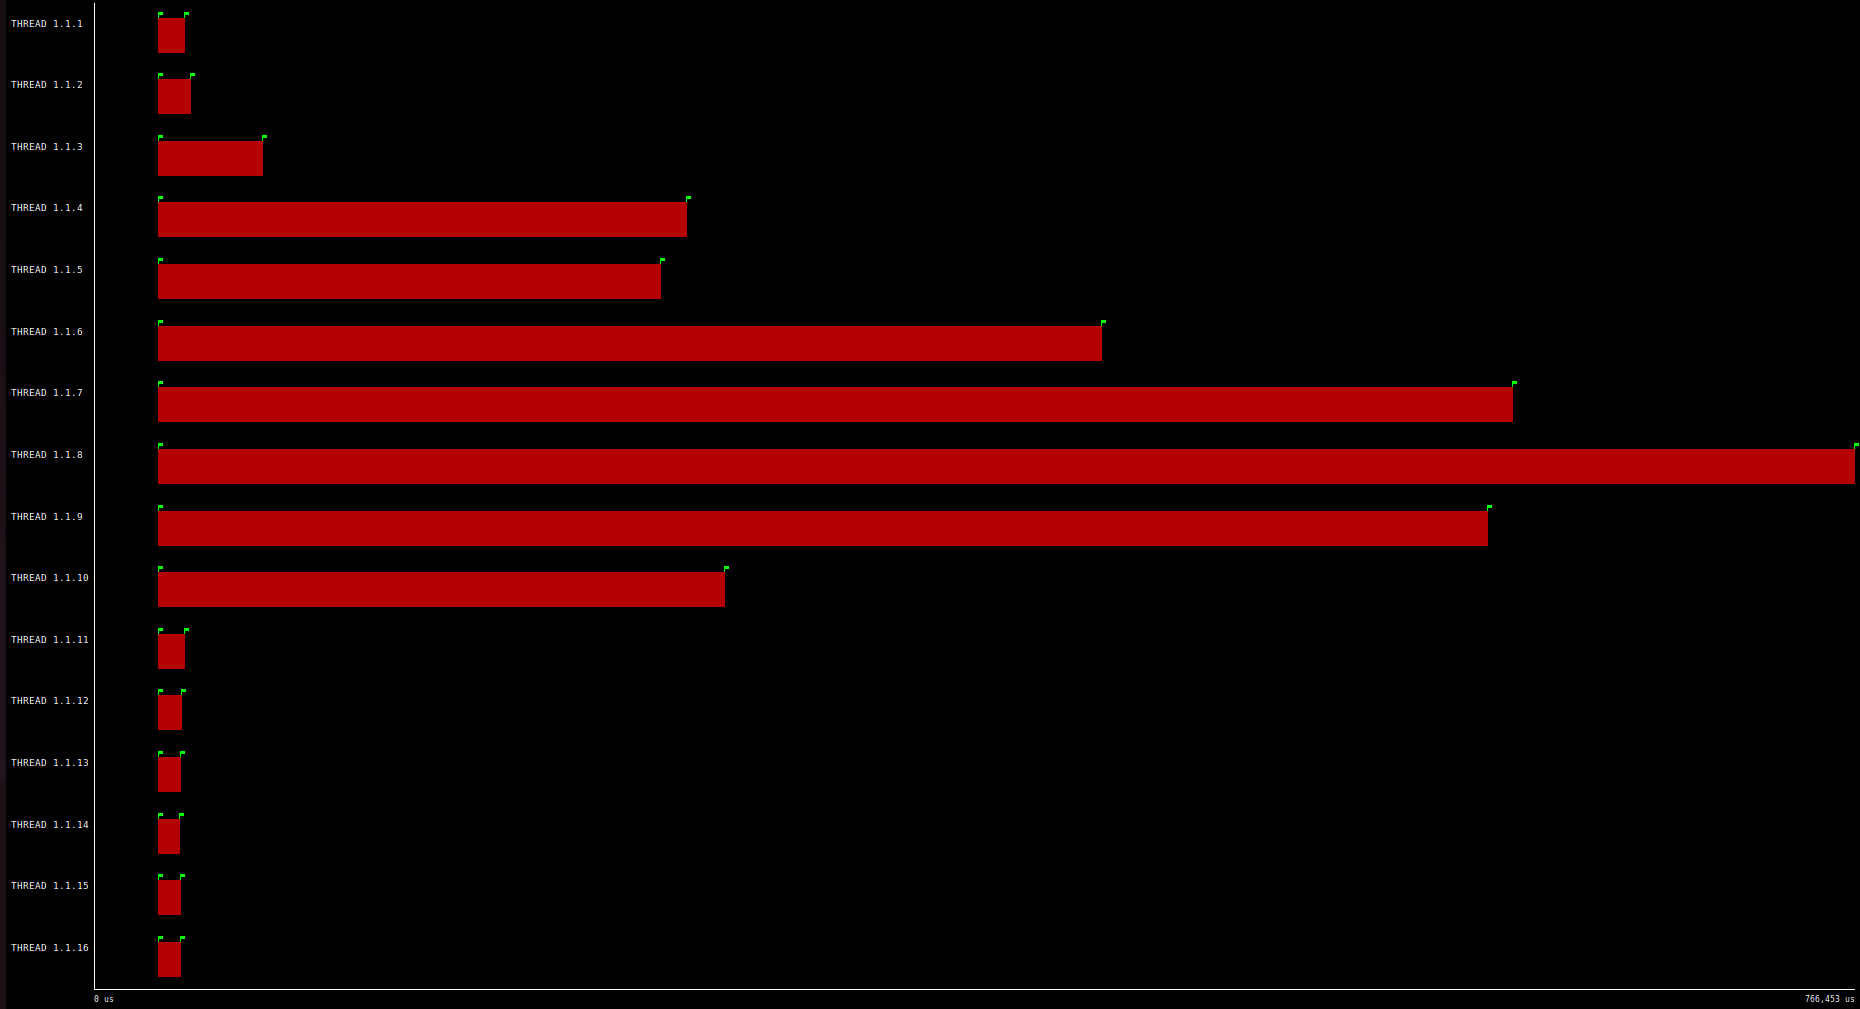 THREAD 1.1.1
THREAD 1.1.2
THREAD 1.1.3
THREAD 1.1.4
THREAD 1.1.5
THREAD 1.1.6
THREAD 1.1.7
THREAD 1.1.8
THREAD 1.1.9
THREAD 1.1.10
THREAD 1.1.11
THREAD 1.1.12
THREAD 1.1.13
THREAD 1.1.14
THREAD 1.1.15
THREAD 1.1.16
0 us
766,453 us